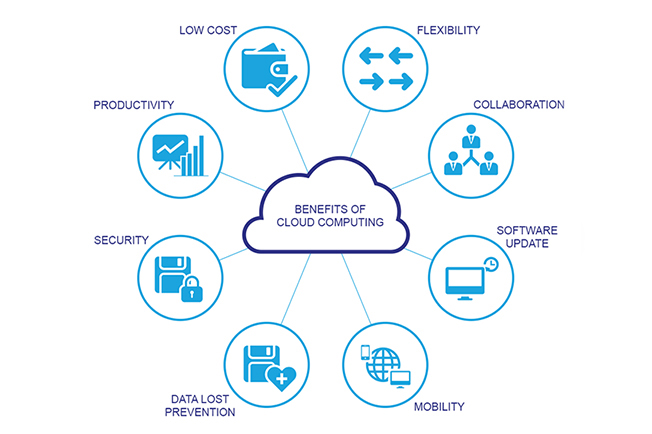 LOW COST
FLEXIBILITY
PRODUCTIVITY
COLLABORATION
BENEFITS OF
CLOUD COMPUTING
SECURITY
SOFTWARE
UPDATE
DATA LOST
PREVENTION
MOBILITY